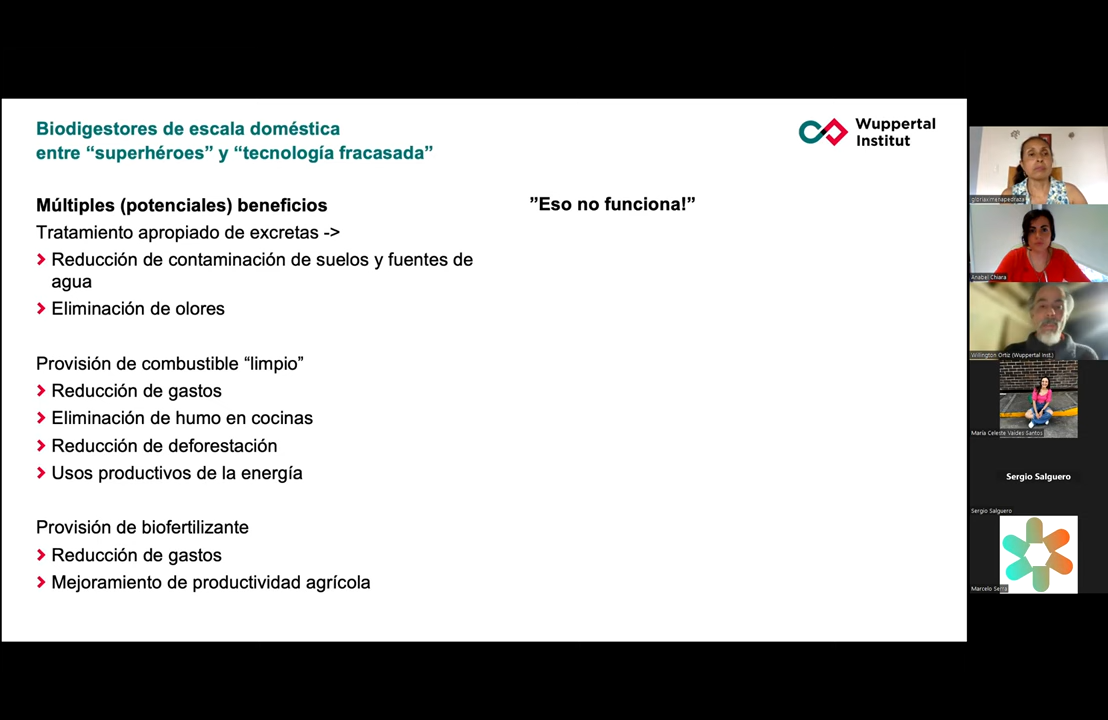 Biodigestores de escala doméstica
entre “superhéroes” y “tecnología fracasada”
Wuppertal
Institut
Múltiples (potenciales) beneficios
Tratamiento apropiado de excretas ->
Reducción de contaminación de suelos y fuentes de
agua
Eliminación de olores
Provisión de combustible “limpio”
Reducción de gastos
Eliminación de humo en cocinas
Reducción de deforestación
Usos productivos de la energía
Provisión de biofertilizante
Reducción de gastos
Mejoramiento de productividad agrícola
”Eso no funciona!”
gloriaximenapedraza
Anabel Chiara
Willington Ortiz (Wuppertal Inst.)
María Celeste Valdes Santos
Sergio Salguero
Sergio Salguero
Marcelo Serra